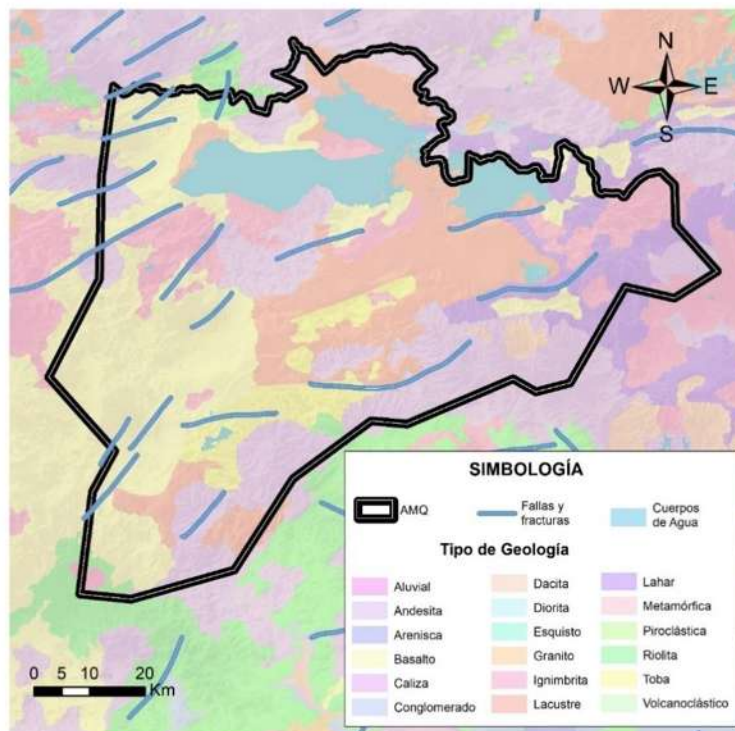 N
W E
S
SIMBOLOGÍA
AMQ
Fallas y
fracturas
Cuerpos
de Agua
Tipo de Geología
Aluvial
Andesita
Arenisca
Basalto
Caliza
Conglomerado
Dacita
Diorita
Esquisto
Granito
Ignimbrita
Lacustre
Lahar
Metamórfica
Piroclástica
Riolita
Toba
Volcanoclástico
0 5 10 20
Km